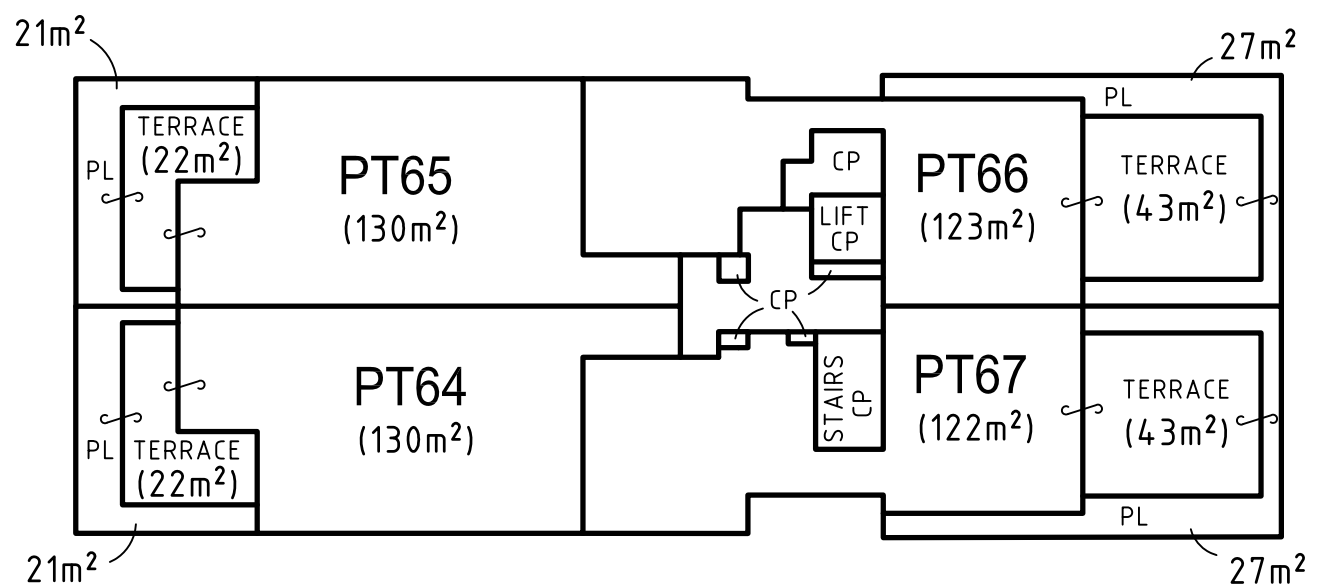 21m²
27m²
PL
TERRACE
(22m²)
PL
PT65
(130m²)
CP
LIFT
CP
PT66
(123m²)
TERRACE
(43m²)
CP
PT64
(130m²)
STAIRS
CP
PT67
(122m²)
TERRACE
(43m²)
PL
TERRACE
(22m²)
PL
21m²
27m²